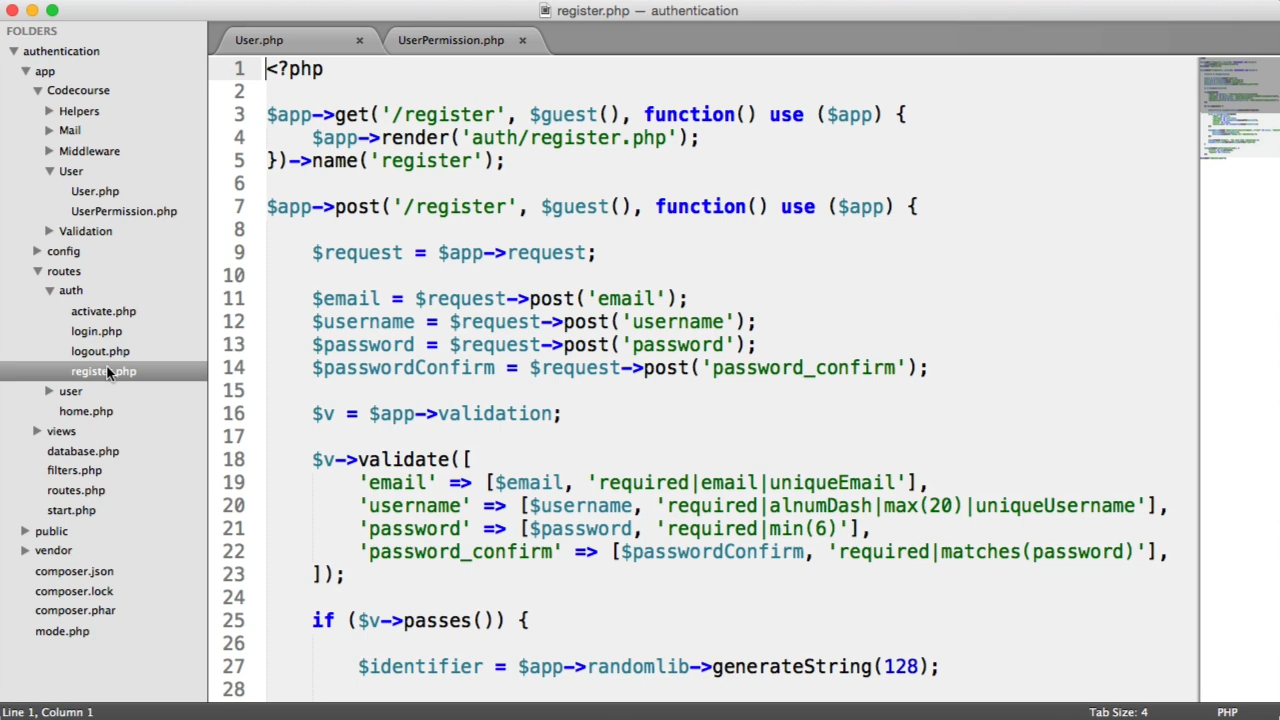 register.php — authentication
FOLDERS
authentication
app
Codecourse
Helpers
Mail
Middleware
User
User.php
UserPermission.php
Validation
config
routes
auth
activate.php
login.php
logout.php
register.php
user
home.php
views
database.php
filters.php
routes.php
start.php
public
vendor
composer.json
composer.lock
composer.phar
mode.php
User.php × UserPermission.php ×
1 <?php
2
3 $app->get('/register', $guest(), function() use ($app) {
4 $app->render('auth/register.php');
5 })->name('register');
6
7 $app->post('/register', $guest(), function() use ($app) {
8
9 $request = $app->request;
10
11 $email = $request->post('email');
12 $username = $request->post('username');
13 $password = $request->post('password');
14 $passwordConfirm = $request->post('password_confirm');
15
16 $v = $app->validation;
17
18 $v->validate([
19 'email' => [$email, 'required|email|uniqueEmail'],
20 'username' => [$username, 'required|alnumDash|max(20)|uniqueUsername'],
21 'password' => [$password, 'required|min(6)'],
22 'password_confirm' => [$passwordConfirm, 'required|matches(password)'],
23 ]);
24
25 if ($v->passes()) {
26
27 $identifier = $app->randomlib->generateString(128);
28
Line 1, Column 1
Tab Size: 4
PHP